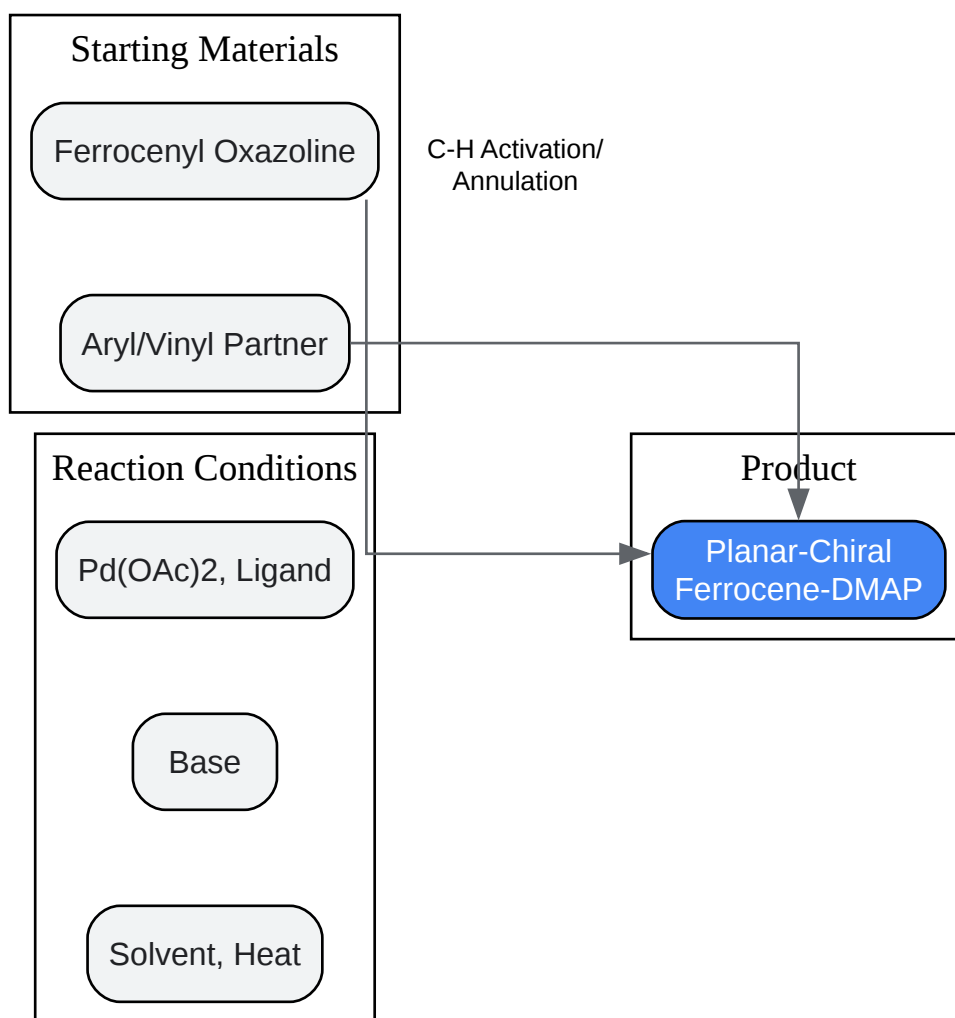 Starting Materials
Ferrocenyl Oxazoline
C-H Activation/
Annulation
Aryl/Vinyl Partner
Reaction Conditions
Pd(OAc)2, Ligand
Base
Solvent, Heat
Product
Planar-Chiral
Ferrocene-DMAP